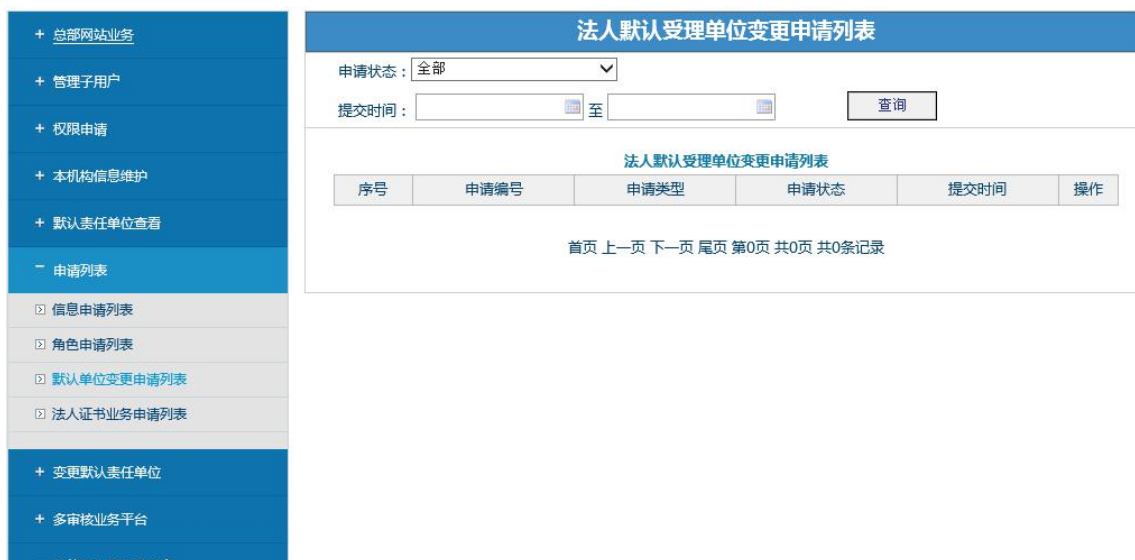 + 总部网站业务
+ 管理子用户
+ 权限申请
+ 本机构信息维护
+ 默认责任单位查看
- 申请列表
信息申请列表
角色申请列表
默认单位变更申请列表
法人证书业务申请列表
+ 变更默认责任单位
+ 多审核业务平台
法人默认受理单位变更申请列表
申请状态： 全部
提交时间： 至 查询
法人默认受理单位变更申请列表
序号 申请编号 申请类型 申请状态 提交时间 操作
首页 上一页 下一页 尾页 第0页 共0页 共0条记录